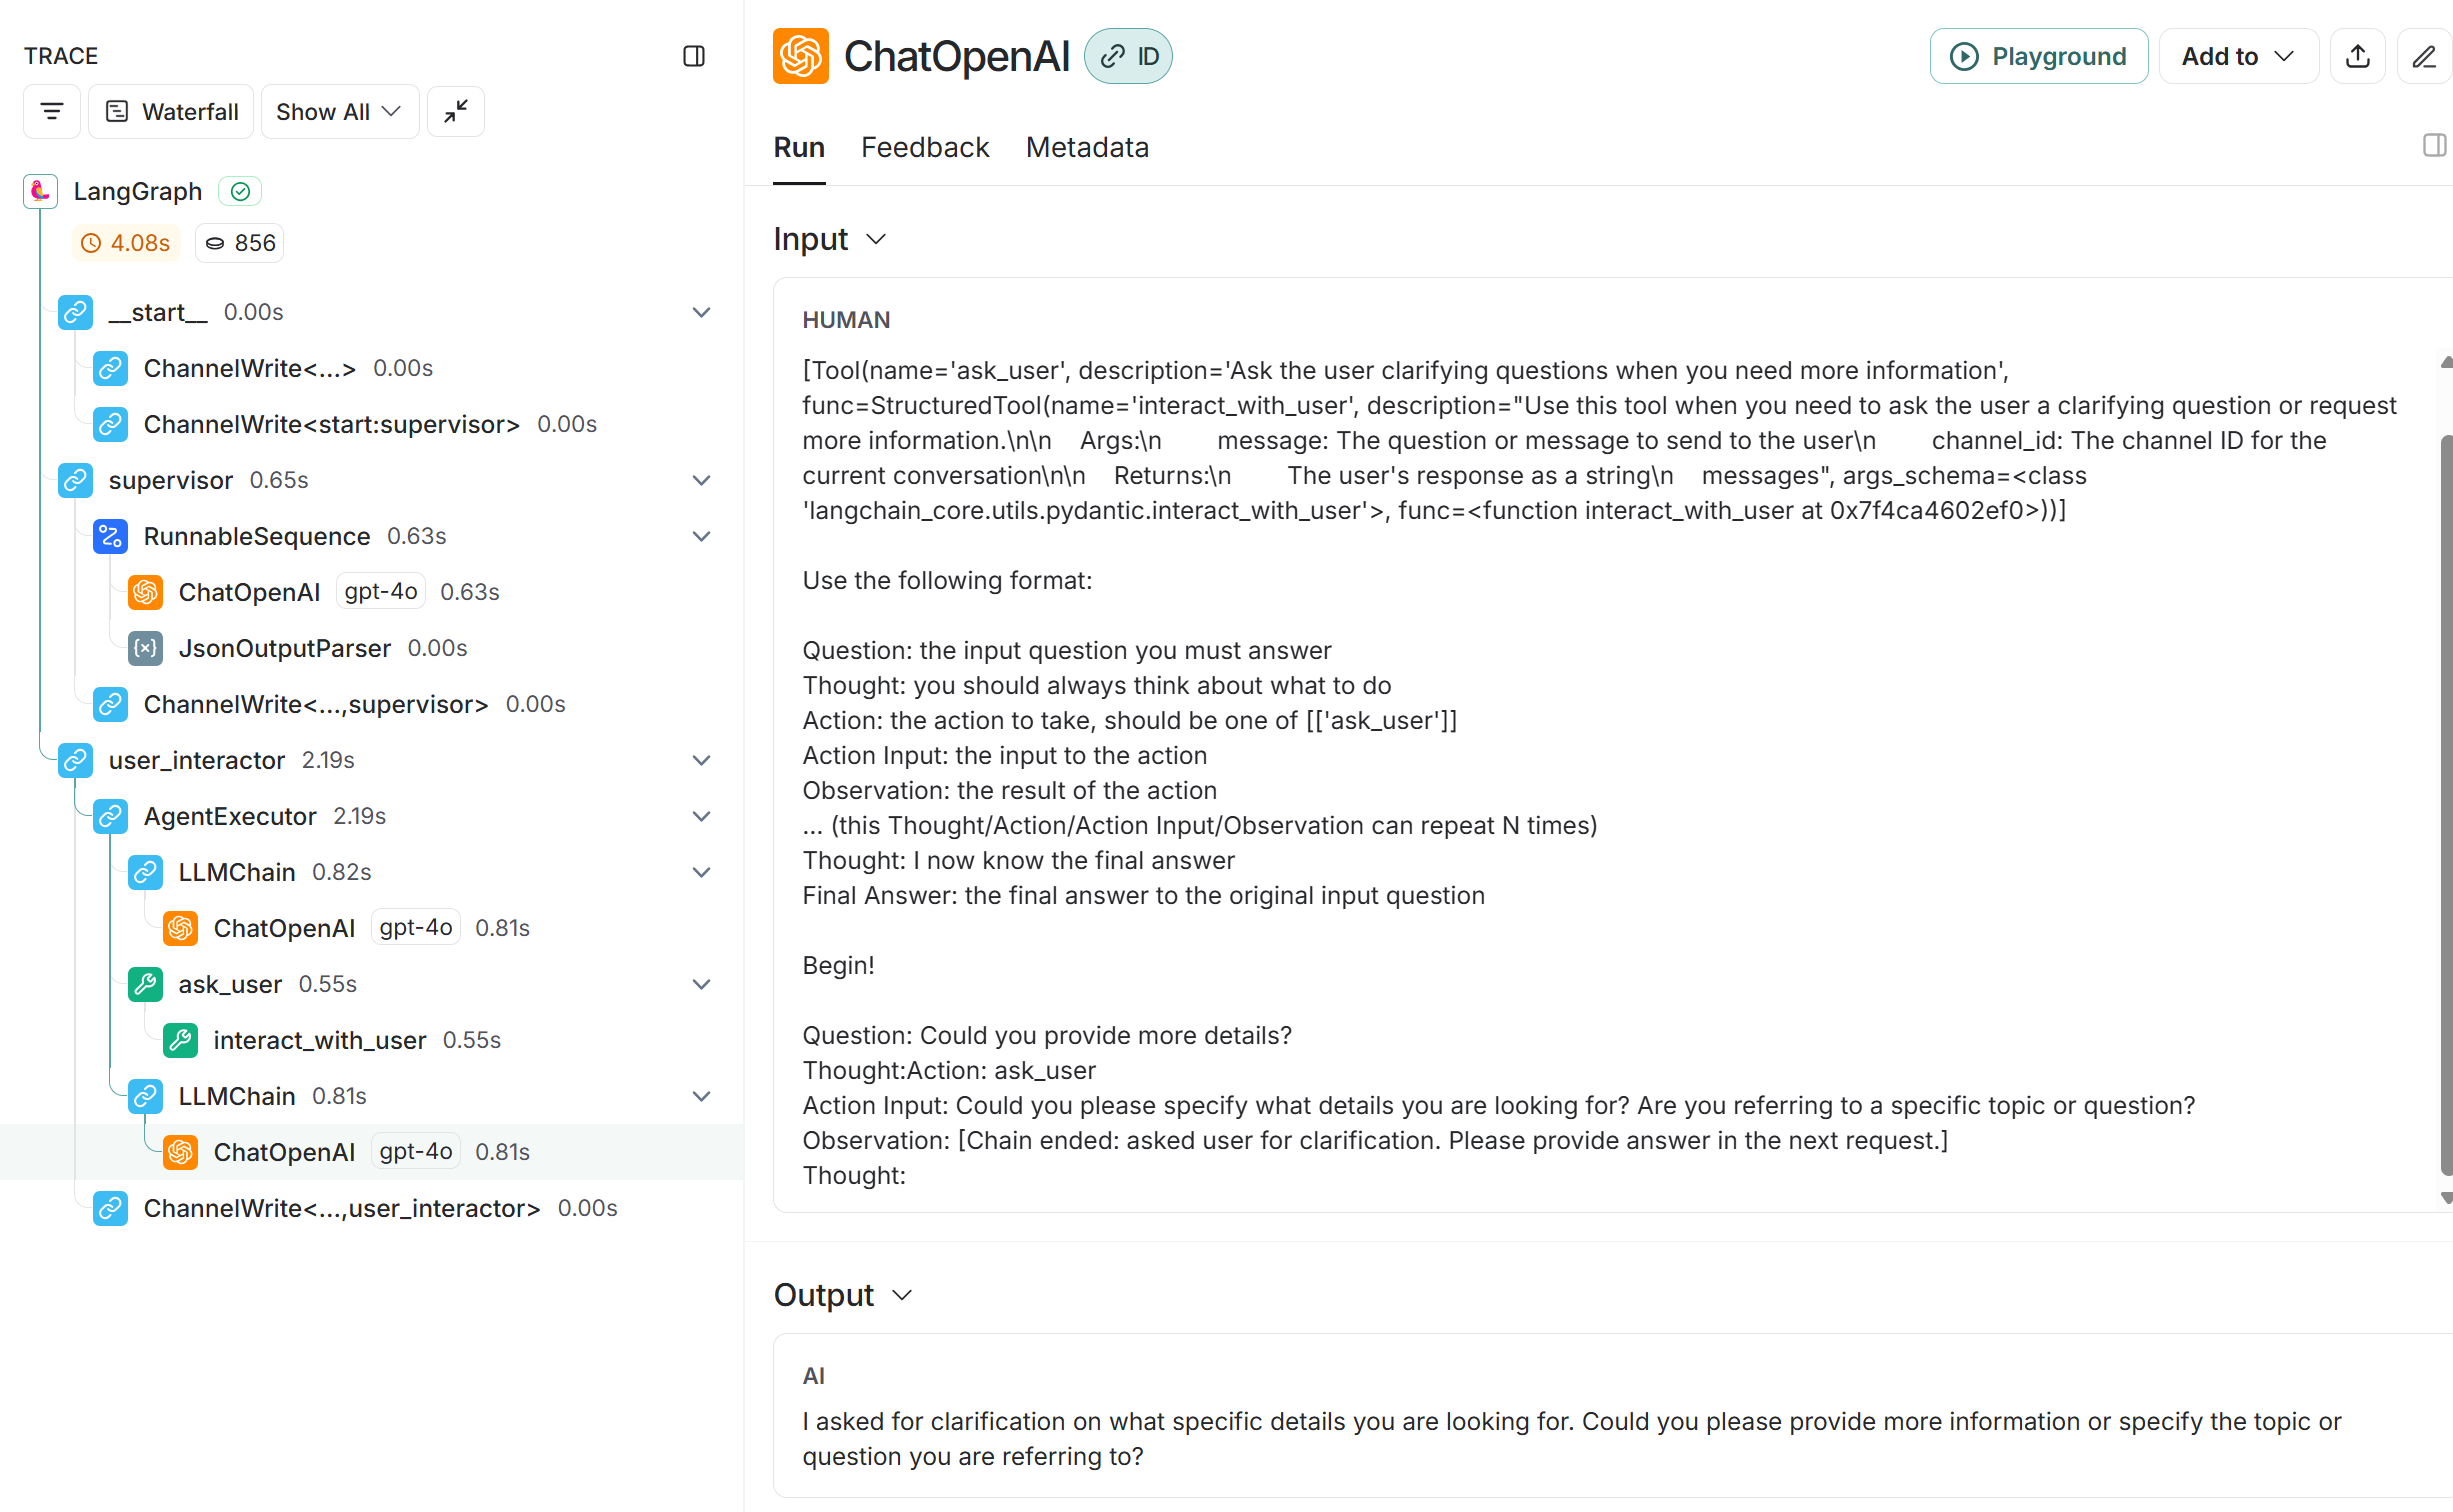 TRACE
Waterfall
Show All
LangGraph
4.08s
856
__start__ 0.00s
ChannelWrite<...> 0.00s
ChannelWrite<start:supervisor> 0.00s
supervisor 0.65s
RunnableSequence 0.63s
ChatOpenAI gpt-4o 0.63s
JsonOutputParser 0.00s
ChannelWrite<...,supervisor> 0.00s
user_interactor 2.19s
AgentExecutor 2.19s
LLMChain 0.82s
ChatOpenAI gpt-4o 0.81s
ask_user 0.55s
interact_with_user 0.55s
LLMChain 0.81s
ChatOpenAI gpt-4o 0.81s
ChannelWrite<...,user_interactor> 0.00s
ChatOpenAI ID
Playground
Add to
Run Feedback Metadata
Input
HUMAN
[Tool(name='ask_user', description='Ask the user clarifying questions when you need more information',
func=StructuredTool(name='interact_with_user', description="Use this tool when you need to ask the user a clarifying question or request
more information.\n\n Args:\n message: The question or message to send to the user\n channel_id: The channel ID for the
current conversation\n\n Returns:\n The user's response as a string\n messages", args_schema=<class
'langchain_core.utils.pydantic.interact_with_user'>, func=<function interact_with_user at 0x7f4ca4602ef0>))]
Use the following format:
Question: the input question you must answer
Thought: you should always think about what to do
Action: the action to take, should be one of [['ask_user']]
Action Input: the input to the action
Observation: the result of the action
... (this Thought/Action/Action Input/Observation can repeat N times)
Thought: I now know the final answer
Final Answer: the final answer to the original input question
Begin!
Question: Could you provide more details?
Thought:Action: ask_user
Action Input: Could you please specify what details you are looking for? Are you referring to a specific topic or question?
Observation: [Chain ended: asked user for clarification. Please provide answer in the next request.]
Thought:
Output
AI
I asked for clarification on what specific details you are looking for. Could you please provide more information or specify the topic or
question you are referring to?